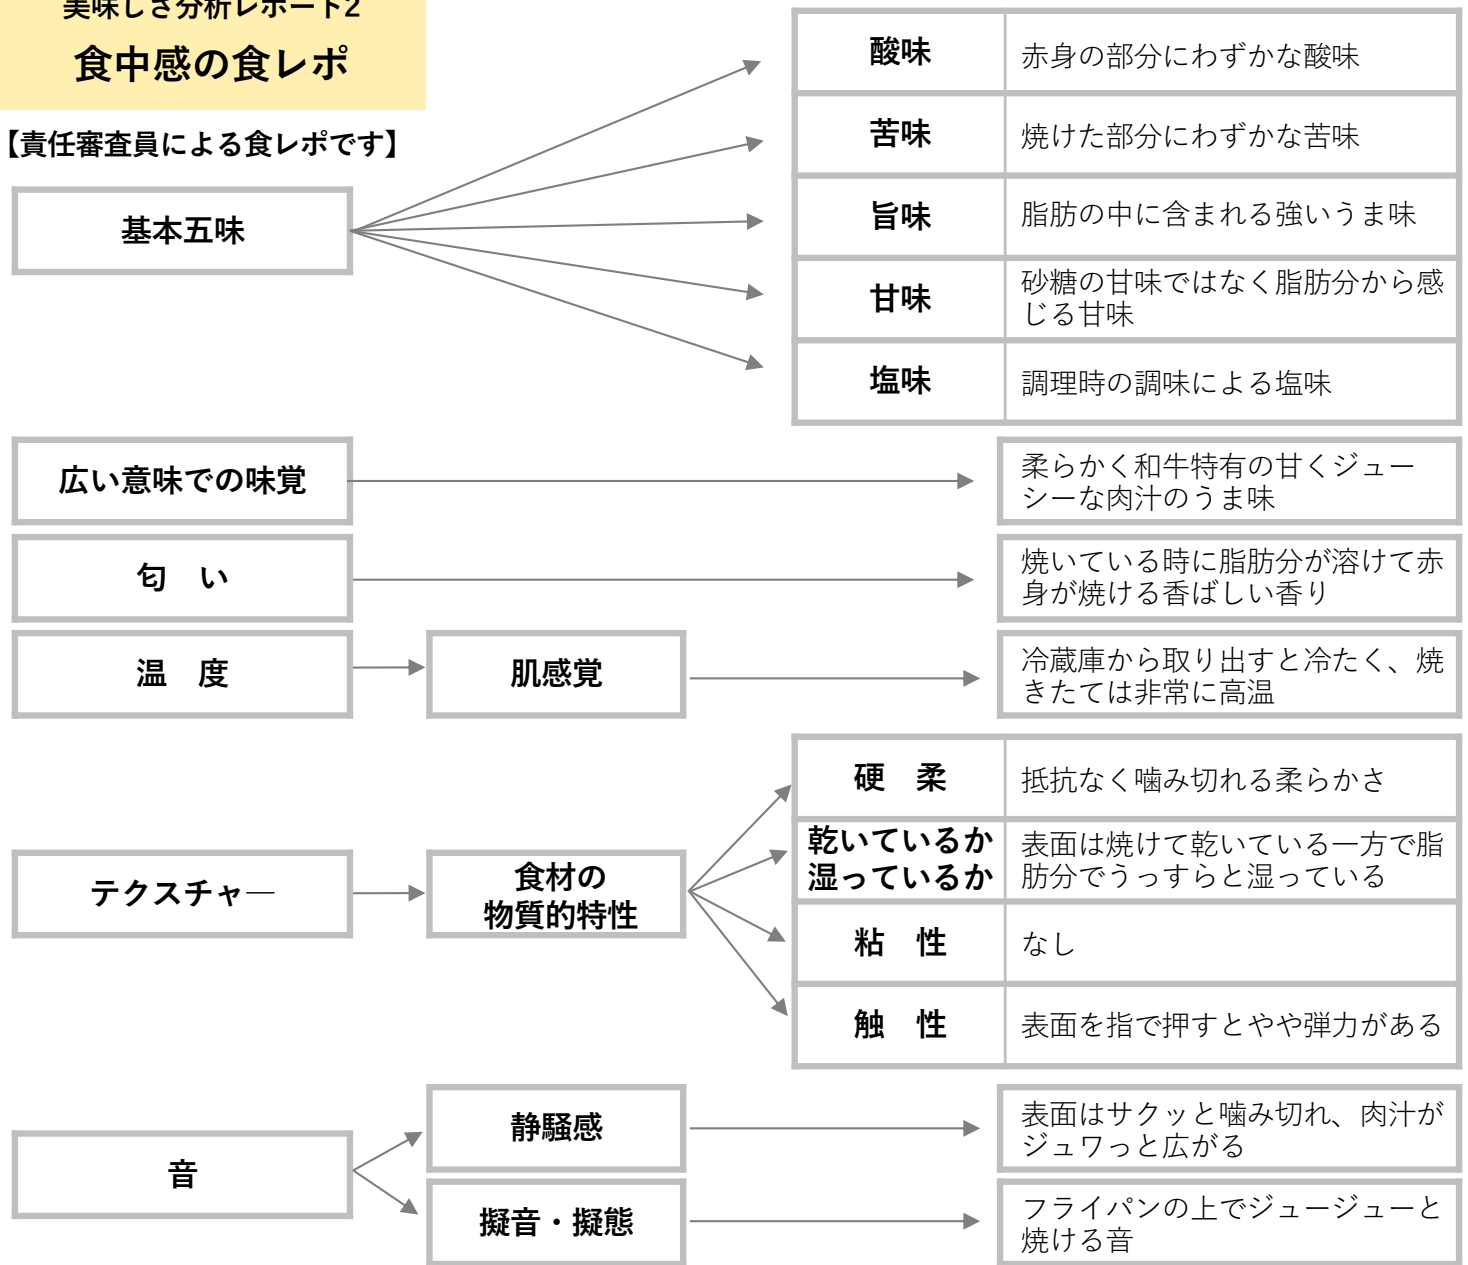 美味しさ分析レポート2
食中感の食レポ
【責任審査員による食レポです】
基本五味
酸味
赤身の部分にわずかな酸味
苦味
焼けた部分にわずかな苦味
旨味
脂肪の中に含まれる強いうま味
甘味
砂糖の甘味ではなく脂肪分から感
じる甘味
塩味
調理時の調味による塩味
広い意味での味覚
柔らかく和牛特有の甘くジュー
シーな肉汁のうま味
匂　い
焼いている時に脂肪分が溶けて赤
身が焼ける香ばしい香り
温　度
肌感覚
冷蔵庫から取り出すと冷たく、焼
きたては非常に高温
テクスチャ―
食材の
物質的特性
硬　柔
抵抗なく噛み切れる柔らかさ
乾いているか
湿っているか
表面は焼けて乾いている一方で脂
肪分でうっすらと湿っている
粘　性
なし
触　性
表面を指で押すとやや弾力がある
音
静騒感
表面はサクッと噛み切れ、肉汁が
ジュワっと広がる
擬音・擬態
フライパンの上でジュージューと
焼ける音